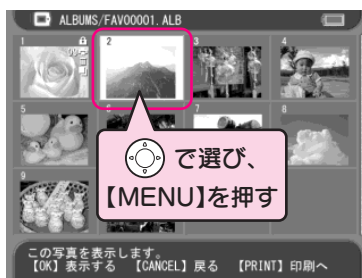 ALBUMS/FAV00001.ALB
1
2
3
4
5
6
7
8
9
で選び、
【MENU】を押す
この写真を表示します。
【OK】表示する 【CANCEL】戻る 【PRINT】印刷へ